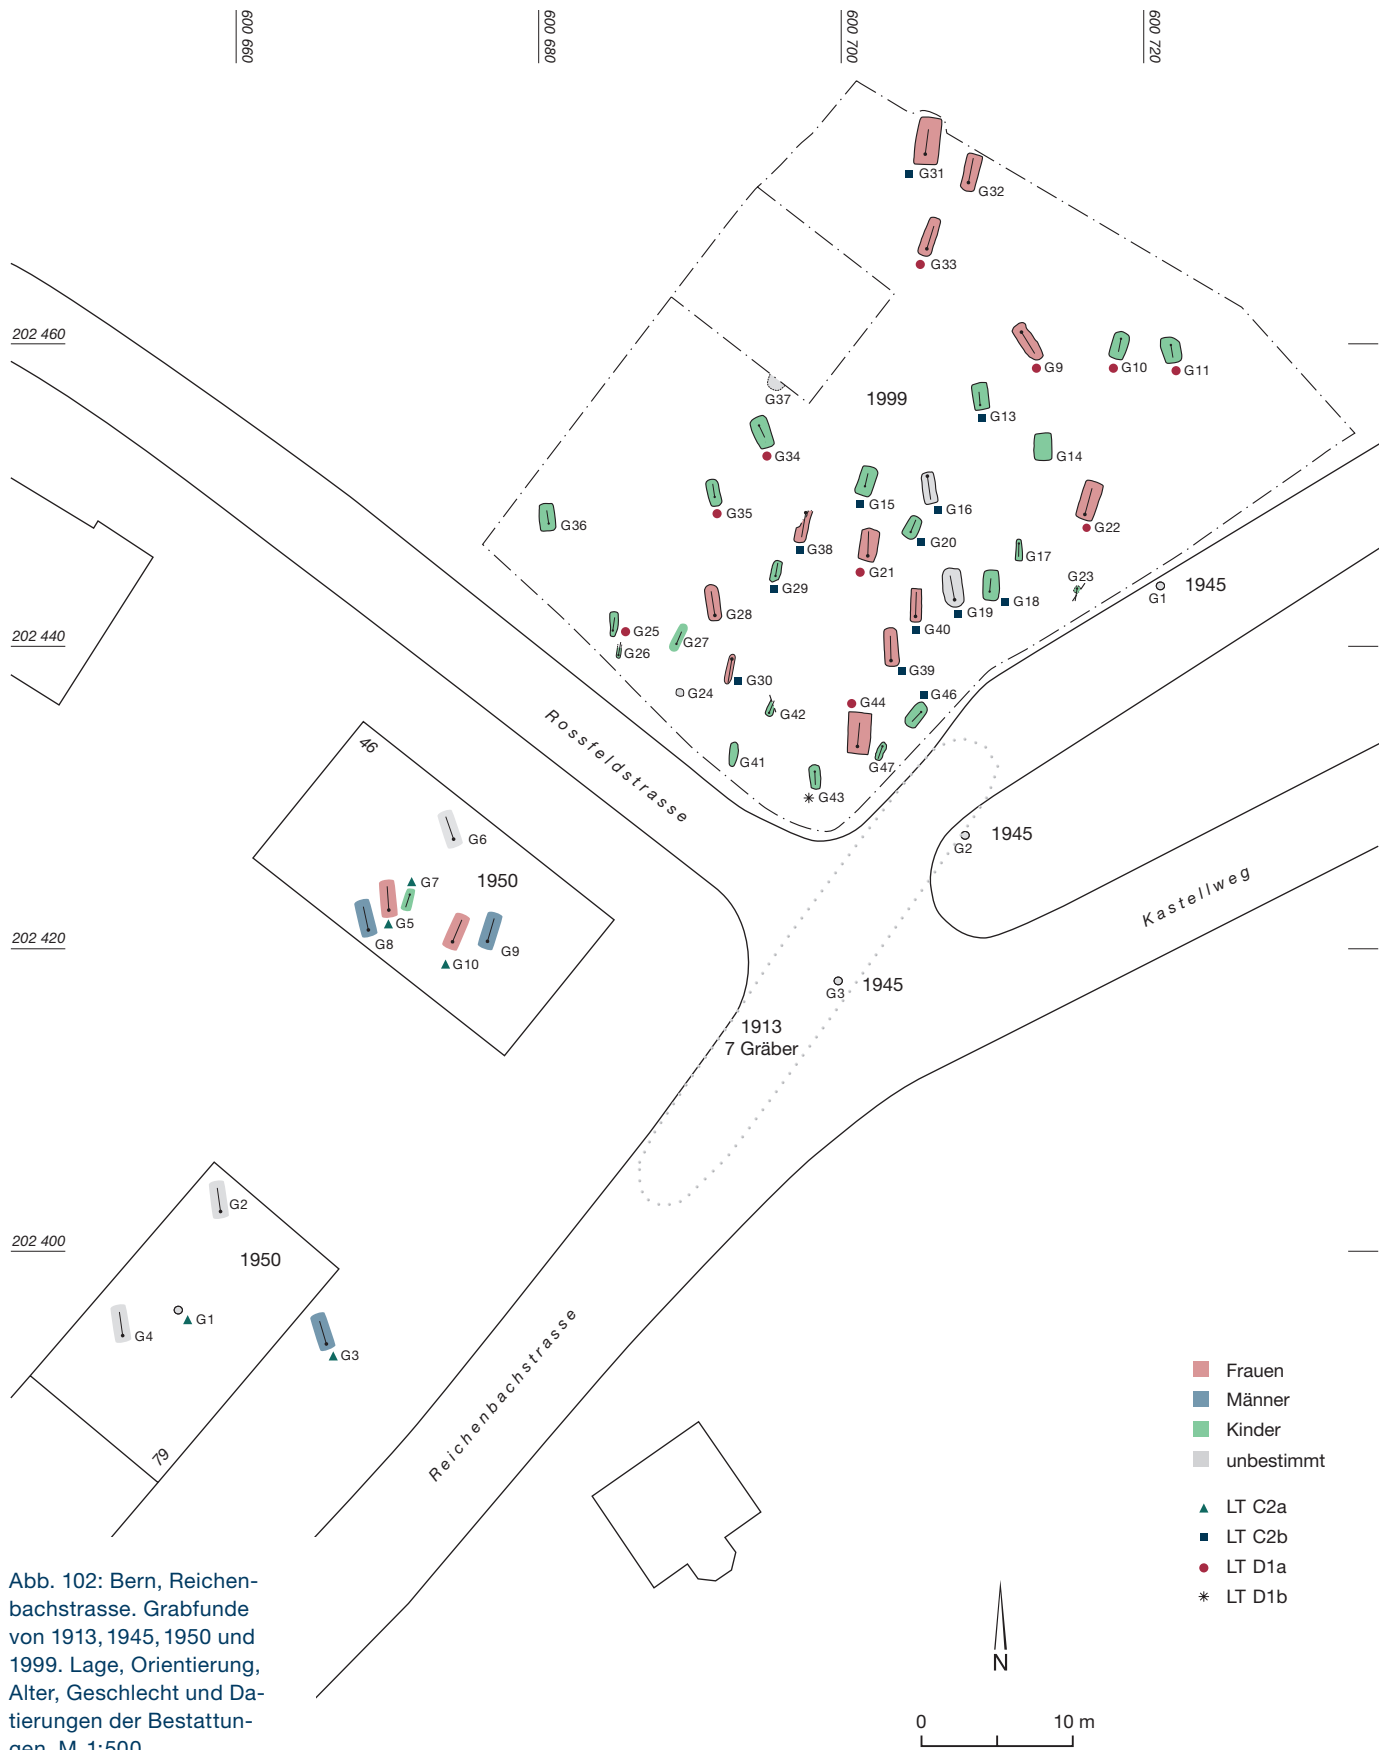 600 660
600 680
600 700
600 720
G31
G32
G33
202 460
G9
G10
G11
G37
1999
G13
G14
G34
G15
G16
G35
G36
G22
G38
G20
G21
G17
G29
G23
G1
1945
G28
G18
G19
G40
G25
G27
202 440
G26
G39
G30
G24
G46
G44
G42
G41
G47
G43
Rossfeldstrasse
46
G6
1945
G2
G7
1950
G5
G8
G9
G10
202 420
Kastellweg
G3
1945
1913
7 Gräber
G2
202 400
1950
G1
G4
G3
Reichenbachstrasse
79
Frauen
Männer
Kinder
unbestimmt
LT C2a
LT C2b
LT D1a
LT D1b
Abb. 102: Bern, Reichen-
bachstrasse. Grabfunde
von 1913, 1945, 1950 und
1999. Lage, Orientierung,
Alter, Geschlecht und Da-
tierungen der Bestattun-
gen. M. 1:500.
N
0 10 m